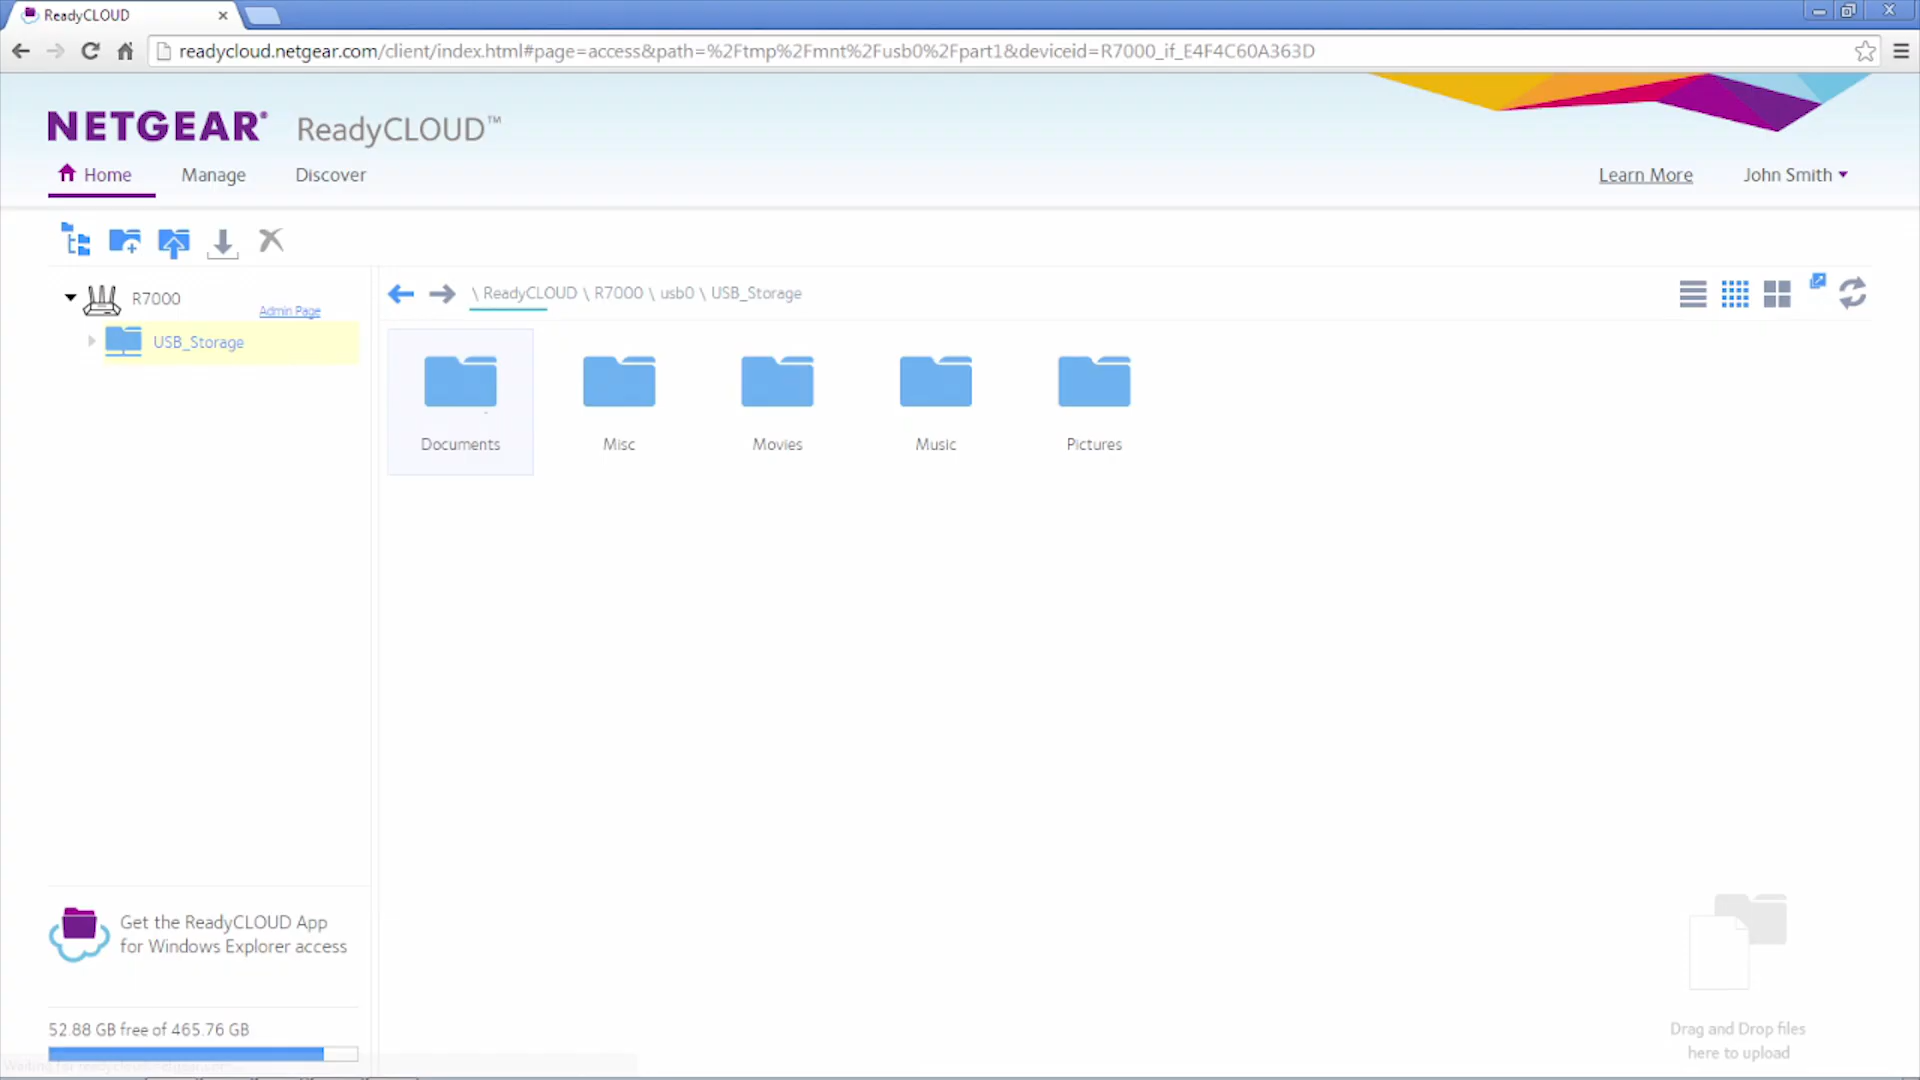 ReadyCLOUD
readycloud.netgear.com/client/index.html#page=access&path=%2Ftmp%2Fmnt%2Fusb0%2Fpart1&deviceid=R7000_if_E4F4C60A363D
NETGEAR® ReadyCLOUD™
Home Manage Discover Learn More John Smith
R7000 Admin Page
USB_Storage
\ ReadyCLOUD \ R7000 \ usb0 \ USB_Storage
Documents Misc Movies Music Pictures
Get the ReadyCLOUD App
for Windows Explorer access
52.88 GB free of 465.76 GB
Drag and Drop files
here to upload